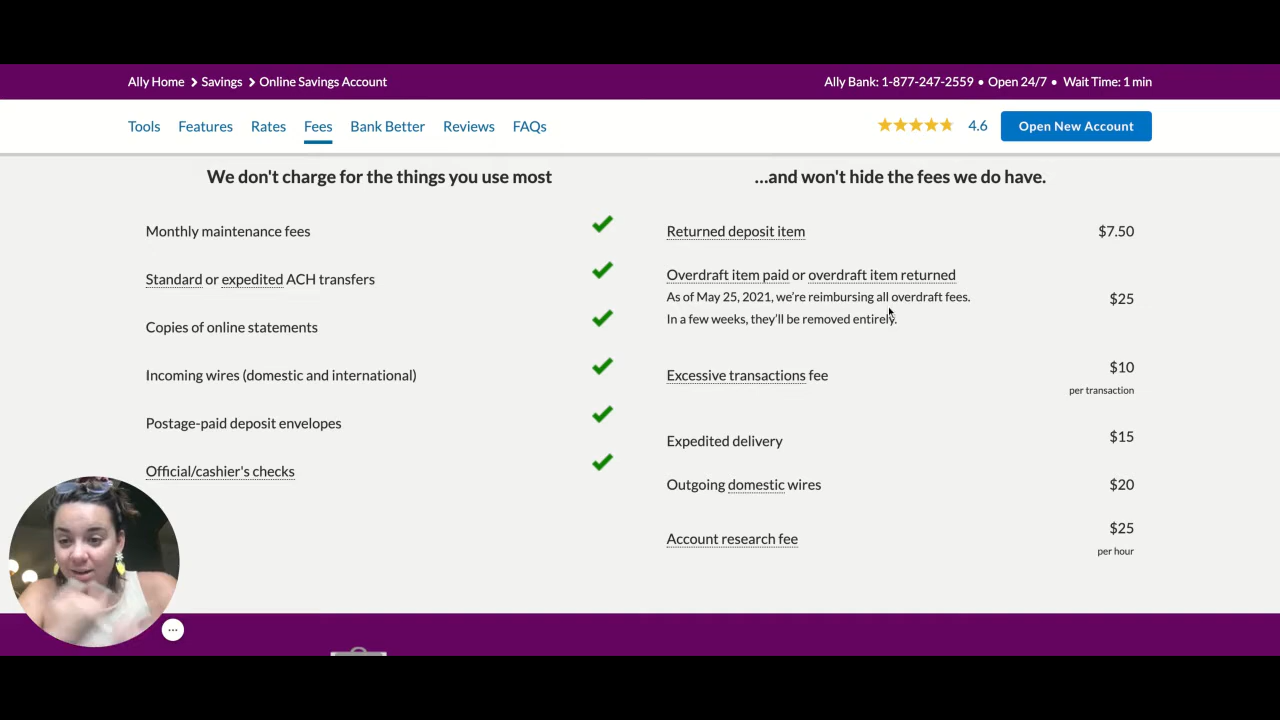 Ally Home > Savings > Online Savings Account
Ally Bank: 1-877-247-2559 • Open 24/7 • Wait Time: 1 min
Tools Features Rates Fees Bank Better Reviews FAQs
4.6
Open New Account
We don't charge for the things you use most
Monthly maintenance fees
Standard or expedited ACH transfers
Copies of online statements
Incoming wires (domestic and international)
Postage-paid deposit envelopes
Official/cashier's checks
...and won't hide the fees we do have.
Returned deposit item $7.50
Overdraft item paid or overdraft item returned
As of May 25, 2021, we're reimbursing all overdraft fees.
In a few weeks, they'll be removed entirely.
$25
Excessive transactions fee $10
per transaction
Expedited delivery $15
Outgoing domestic wires $20
Account research fee $25
per hour